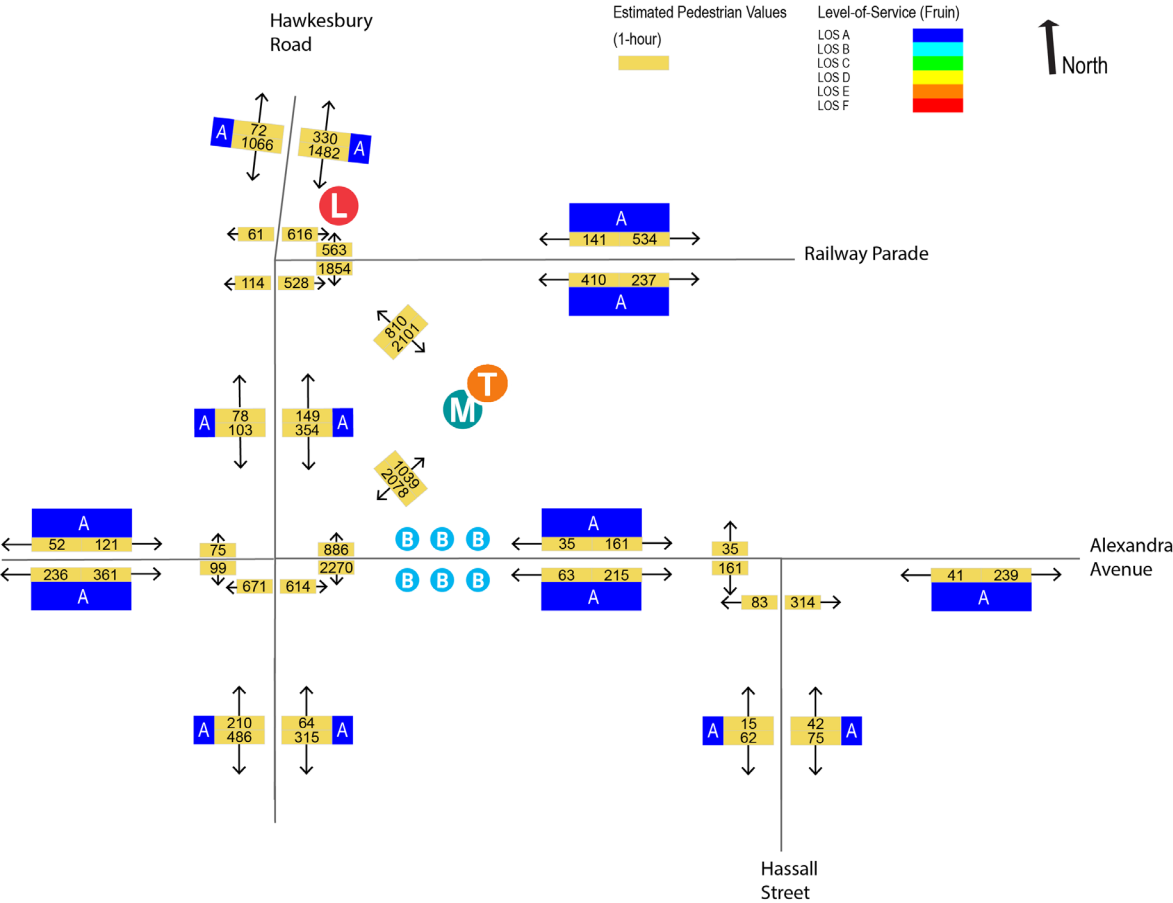 Hawkesbury
Road
Estimated Pedestrian Values
(1-hour)
Level-of-Service (Fruin)
LOS A
LOS B
LOS C
LOS D
LOS E
LOS F
North
A
72
1066
330
1482
A
L
61
616
563
1854
114
528
A
141
534
Railway Parade
410
237
A
810
2101
T
M
A
78
103
149
354
A
1039
2078
A
52
121
236
361
A
75
99
671
614
886
2270
B
B
B
B
B
B
A
35
161
63
215
A
35
161
83
314
Alexandra
Avenue
41
239
A
A
210
486
64
315
A
A
15
62
42
75
A
Hassall
Street